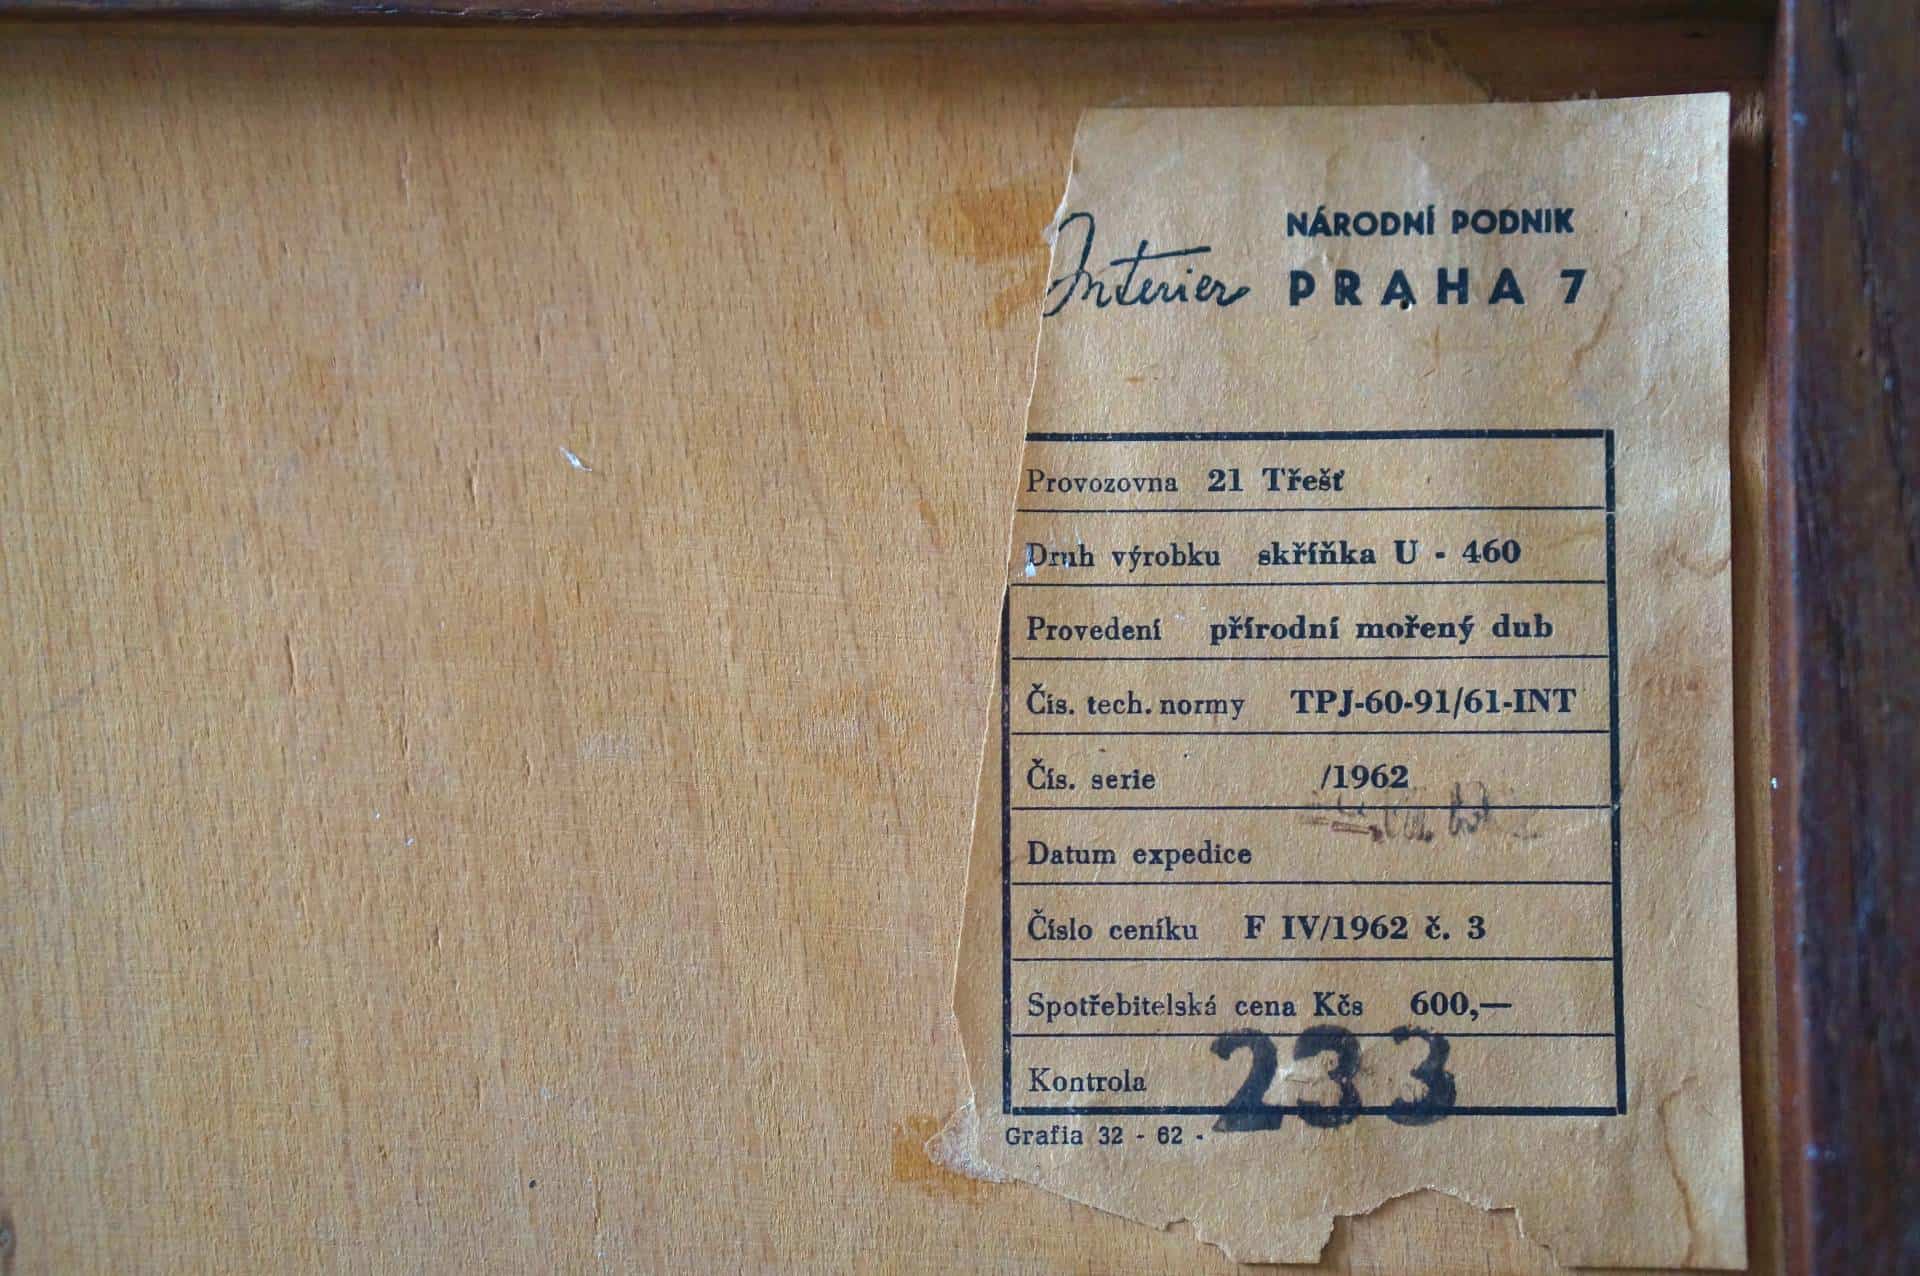 Interier
NÁRODNÍ PODNIK
PRAHA 7
Provozovna 21 Třešť
Druh výrobku skříňka U - 460
Provedení přírodní mořený dub
Čís. tech. normy TPJ-60-91/61-INT
Čís. serie /1962
Datum expedice
Číslo ceníku F IV/1962 č. 3
Spotřebitelská cena Kčs 600,—
Kontrola 233
Grafia 32 - 62 -